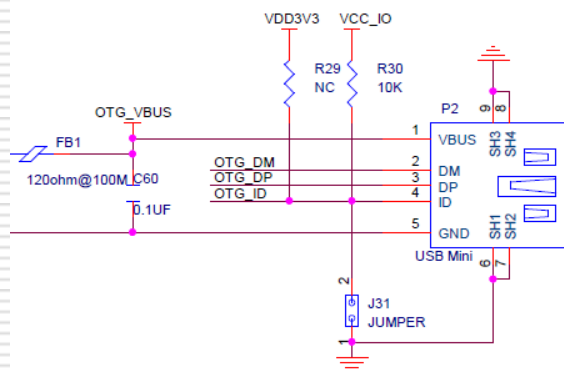 VDD3V3 VCC_IO
R29
NC
R30
10K
OTG_VBUS
FB1
120ohm@100M
C60
0.1UF
OTG_DM
OTG_DP
OTG_ID
P2
1
2
3
4
5
VBUS
DM
DP
ID
GND
9
8
SH3
SH4
SH1
SH2
6
7
USB Mini
2
J31
JUMPER
1